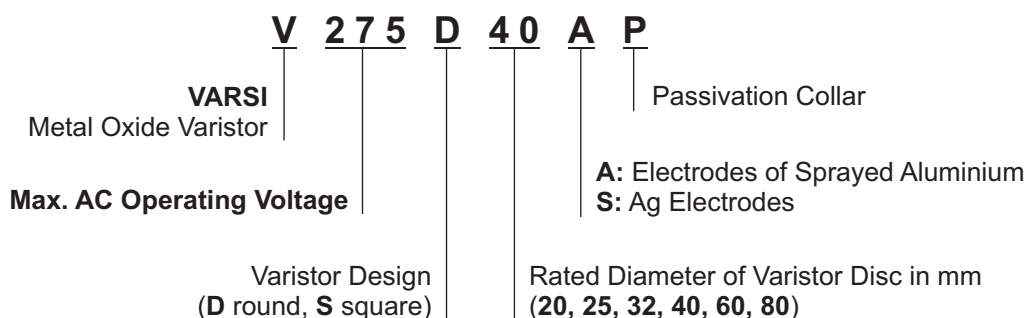 V 275 D 40 A P
VARSI
Metal Oxide Varistor
Passivation Collar
Max. AC Operating Voltage
A: Electrodes of Sprayed Aluminium
S: Ag Electrodes
Varistor Design
(D round, S square)
Rated Diameter of Varistor Disc in mm
(20, 25, 32, 40, 60, 80)